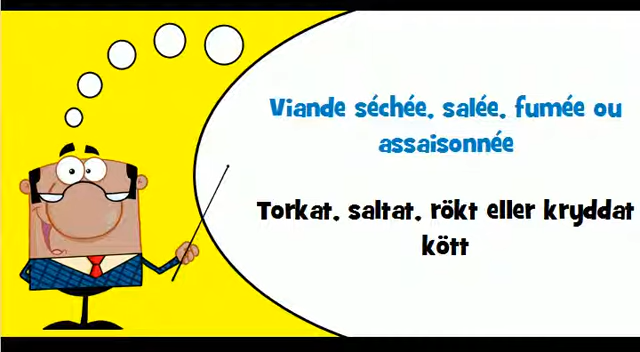 Viande séchée, salée, fumée ou
assaisonnée
Torkat, saltat, rökt eller kryddat
kött